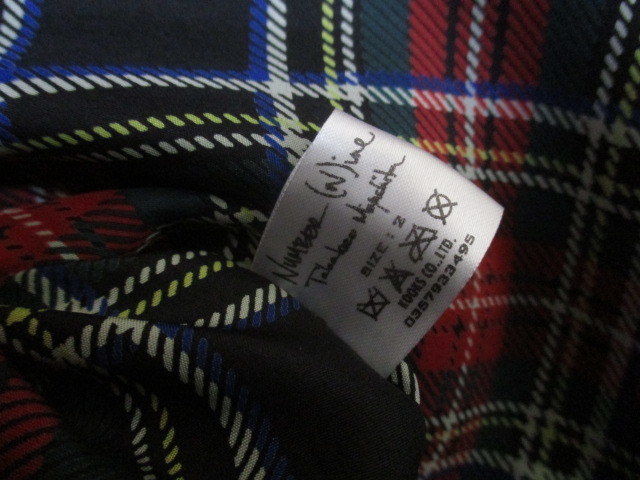 NUMBER (N)ine
Takahiro Miyashita
SIZE : 2
KOOKS CO.,LTD.
0357933495